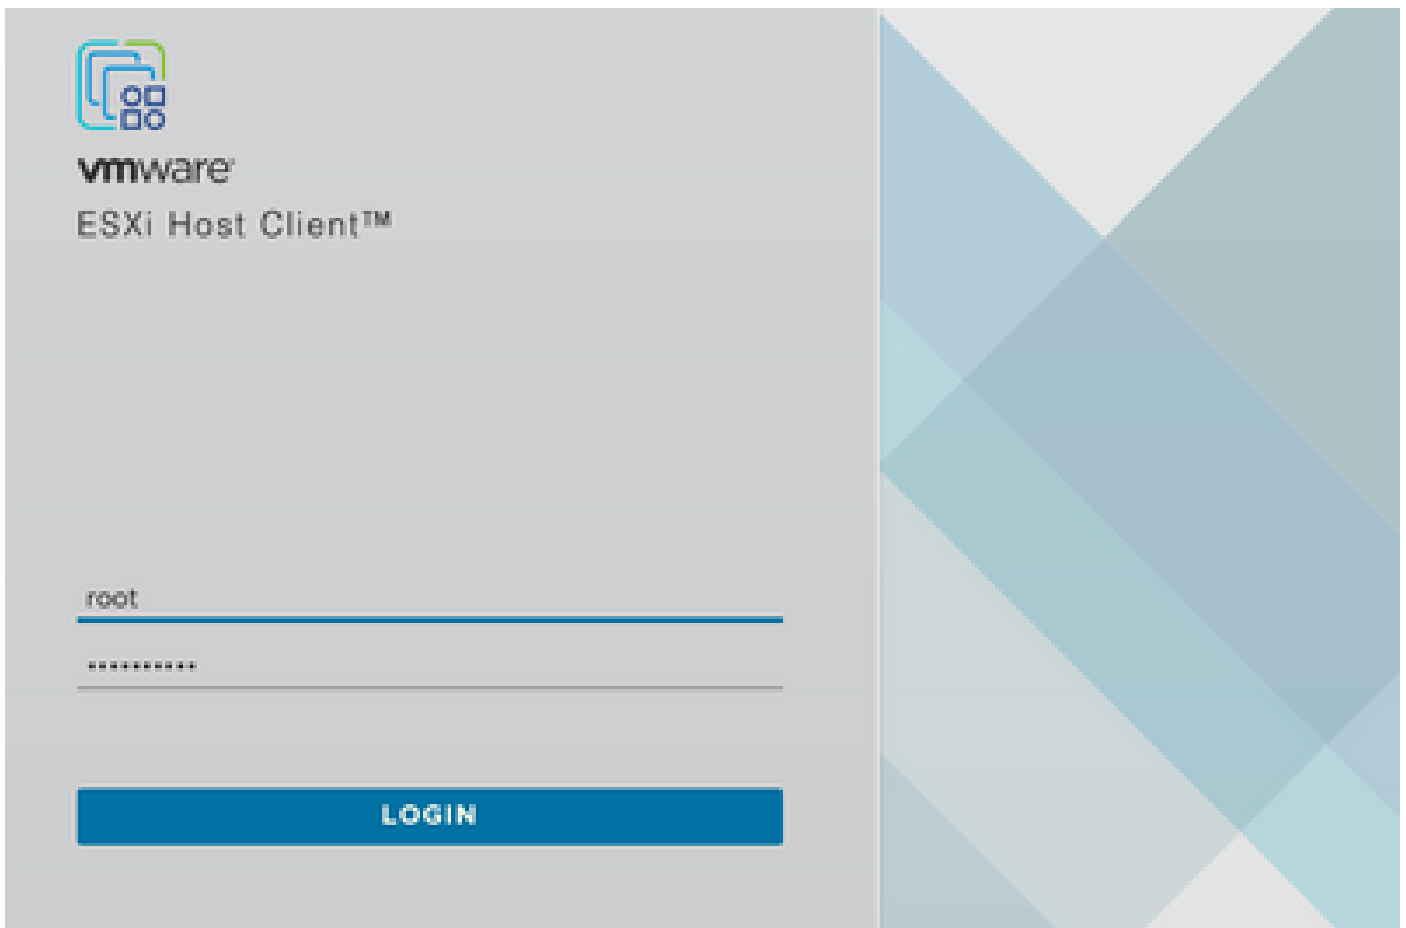 vmware®
ESXi Host Client™
root
••••••••••
LOGIN